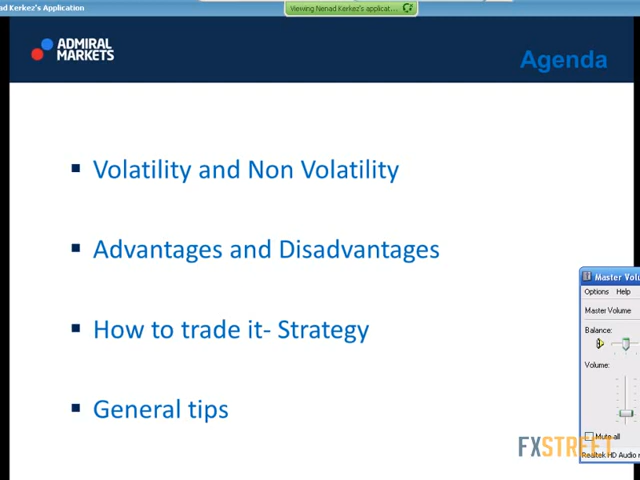 ad Kerkez's Application
Viewing Nenad Kerkez's applicat...
ADMIRAL
MARKETS
Agenda
Volatility and Non Volatility
Advantages and Disadvantages
How to trade it- Strategy
General tips
Master Volu
Options Help
Master Volume
Balance:
Volume:
Mute all
FXSTREET
Realtek HD Audio